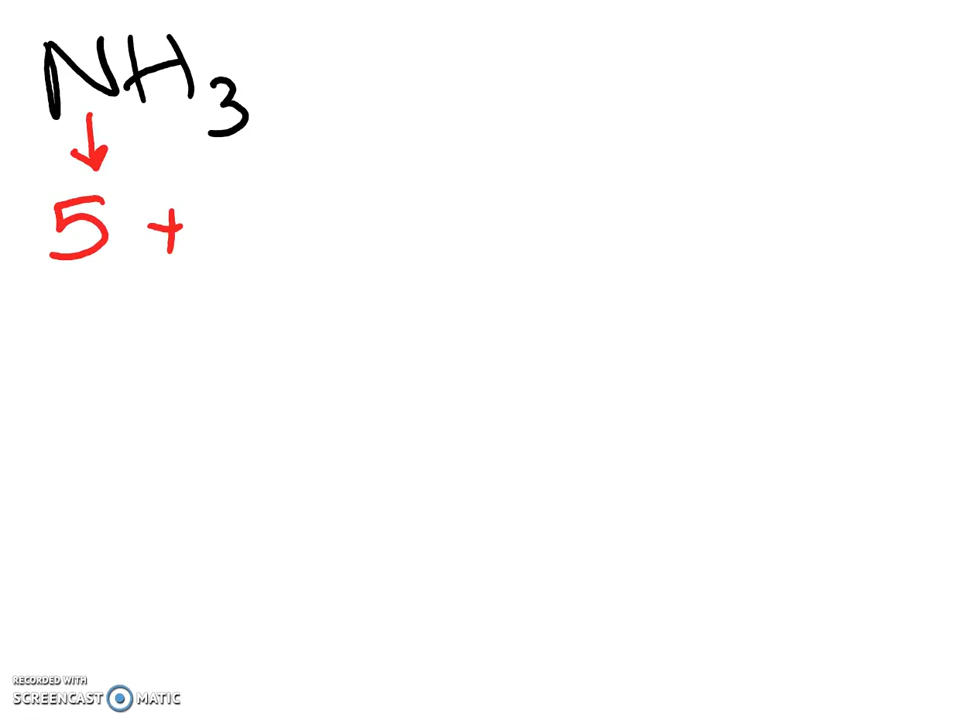 NH₃
↓
5 +
RECORDED WITH
SCREENCAST MATIC